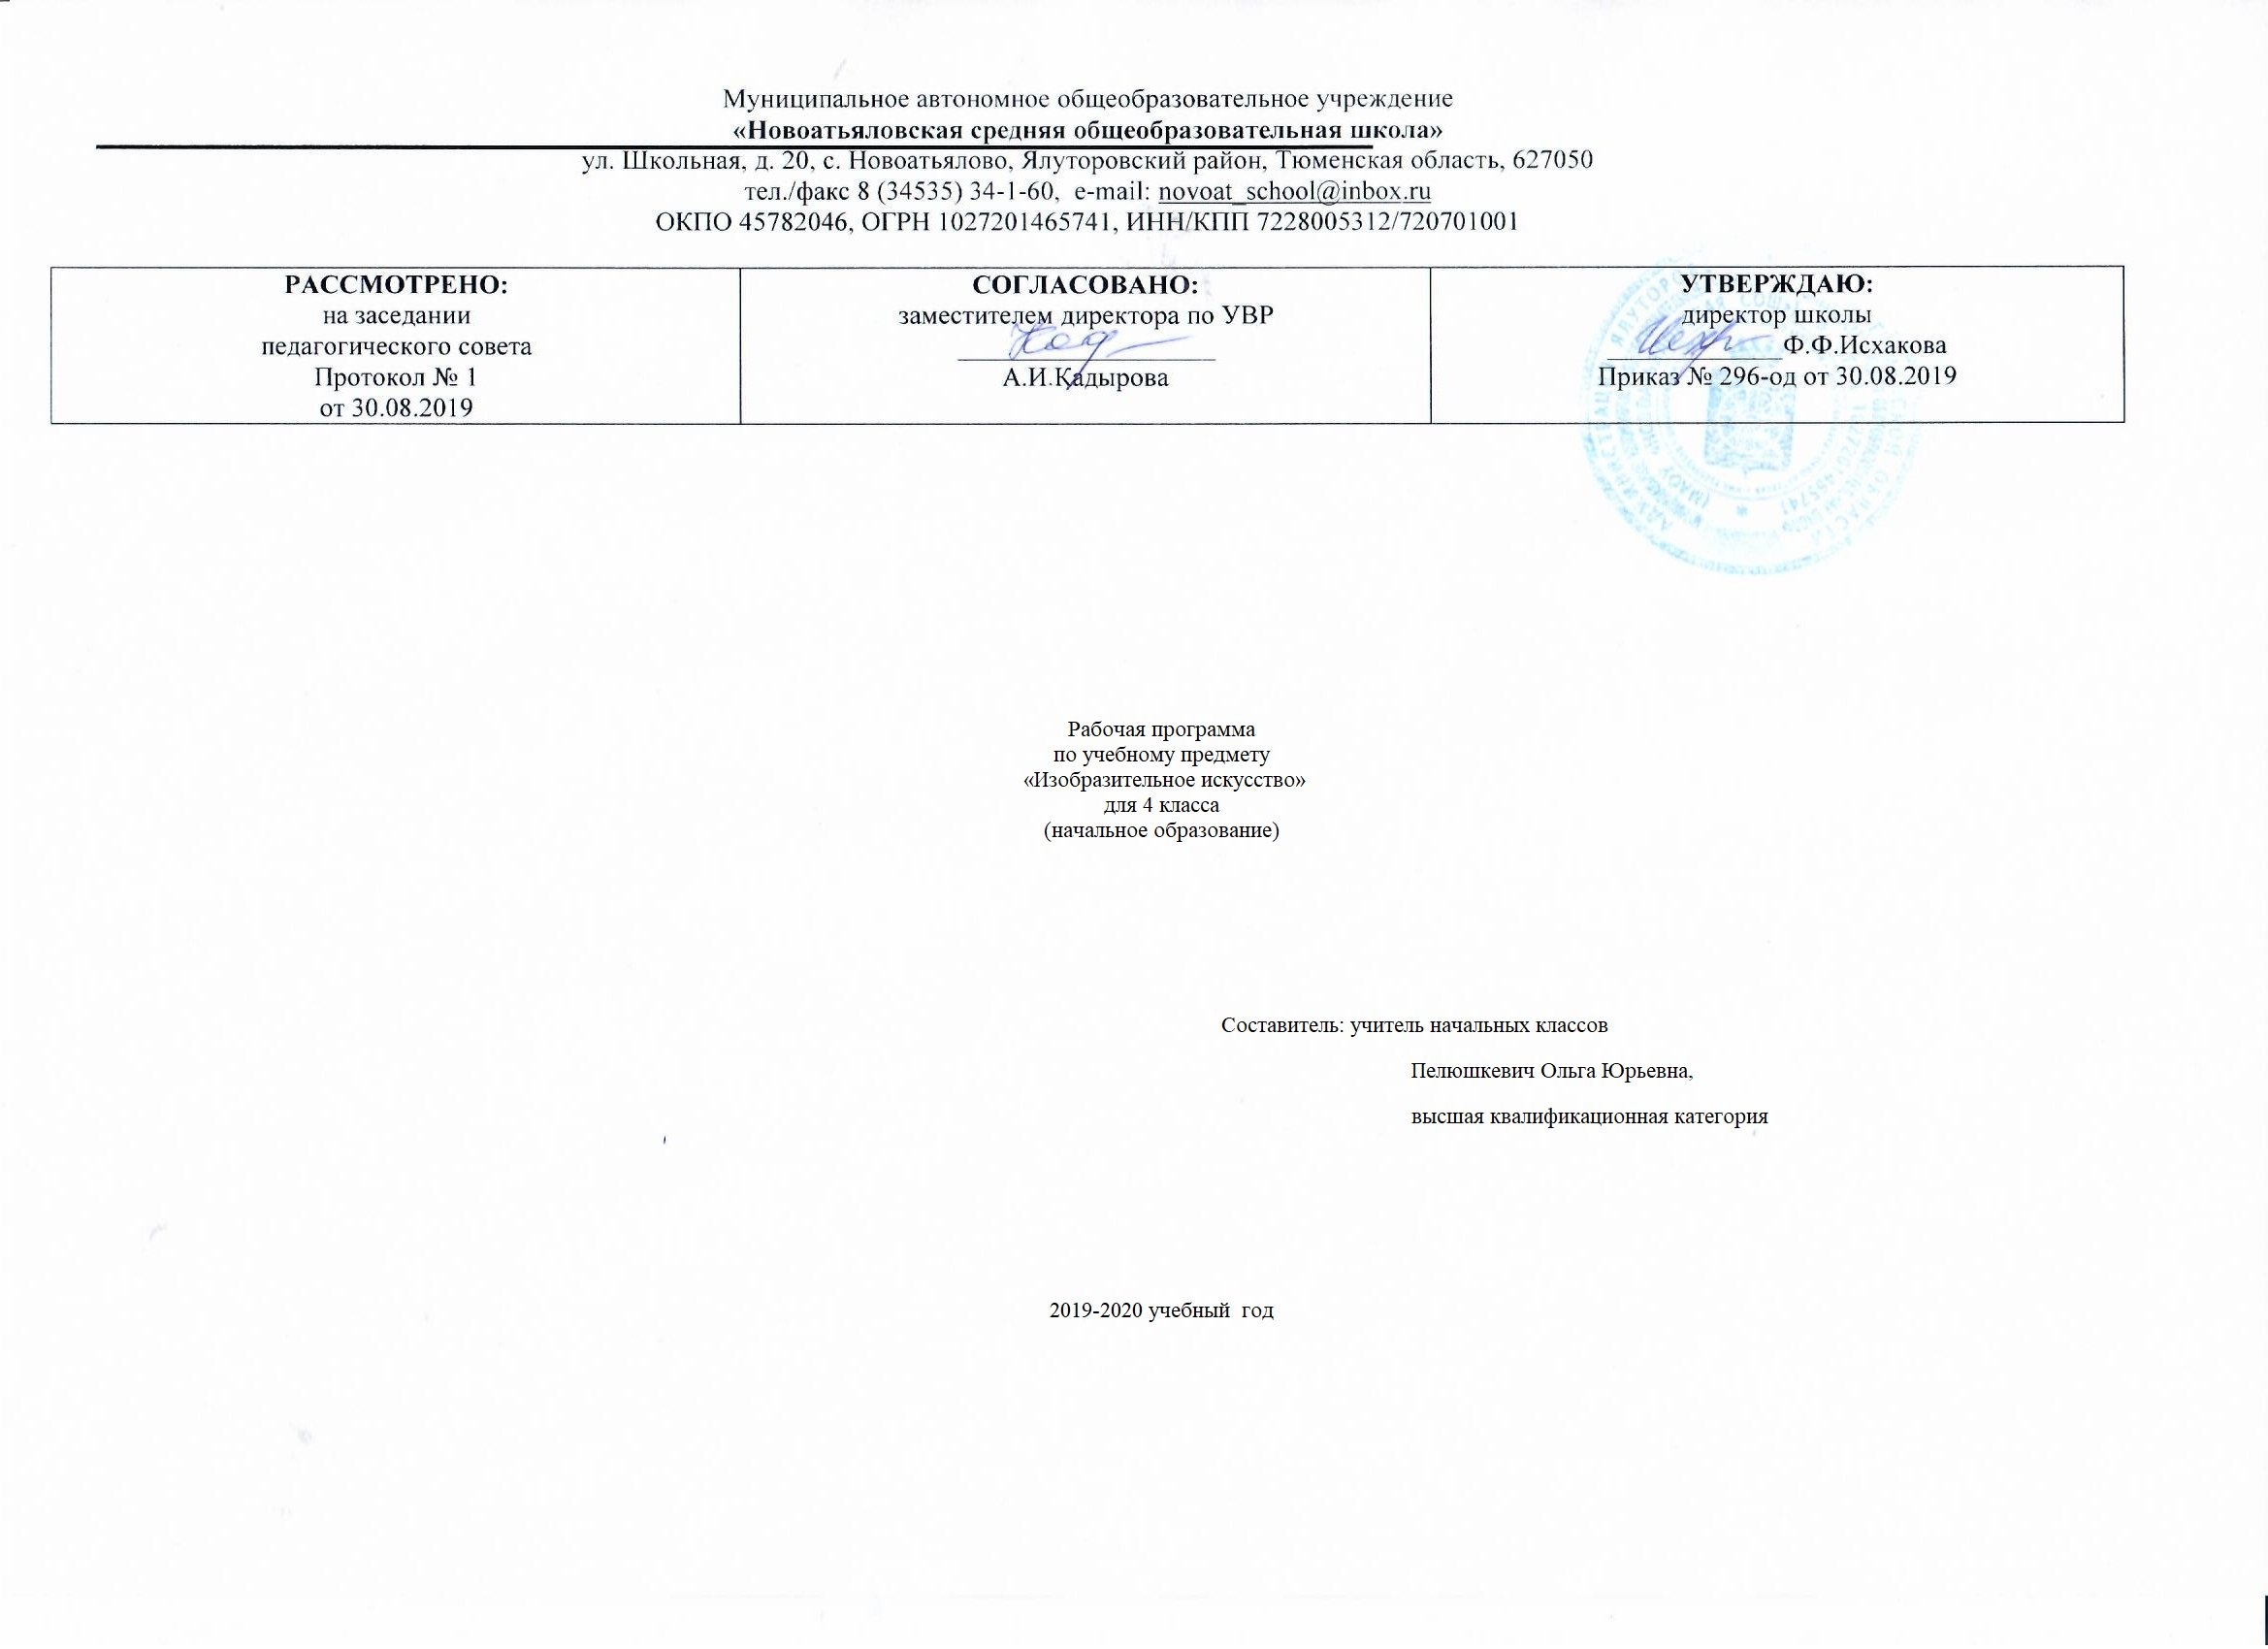 Муниципальное автономное общеобразовательное учреждение
«Новоатьяловская средняя общеобразовательная школа»
ул. Школьная, д. 20, с. Новоатьялово, Ялуторовский район, Тюменская область, 627050
тел./факс 8 (34535) 34-1-60, e-mail: novoat_school@inbox.ru
ОКПО 45782046, ОГРН 1027201465741, ИНН/КПП 7228005312/720701001
РАССМОТРЕНО:
на заседании
педагогического совета
Протокол № 1
от 30.08.2019
СОГЛАСОВАНО:
заместителем директора по УВР
А.И.Кадырова
УТВЕРЖДАЮ:
директор школы
Ф.Ф.Исхакова
Приказ № 296-од от 30.08.2019
Рабочая программа
по учебному предмету
«Изобразительное искусство»
для 4 класса
(начальное образование)
Составитель: учитель начальных классов
Пелюшкевич Ольга Юрьевна,
высшая квалификационная категория
2019-2020 учебный  год